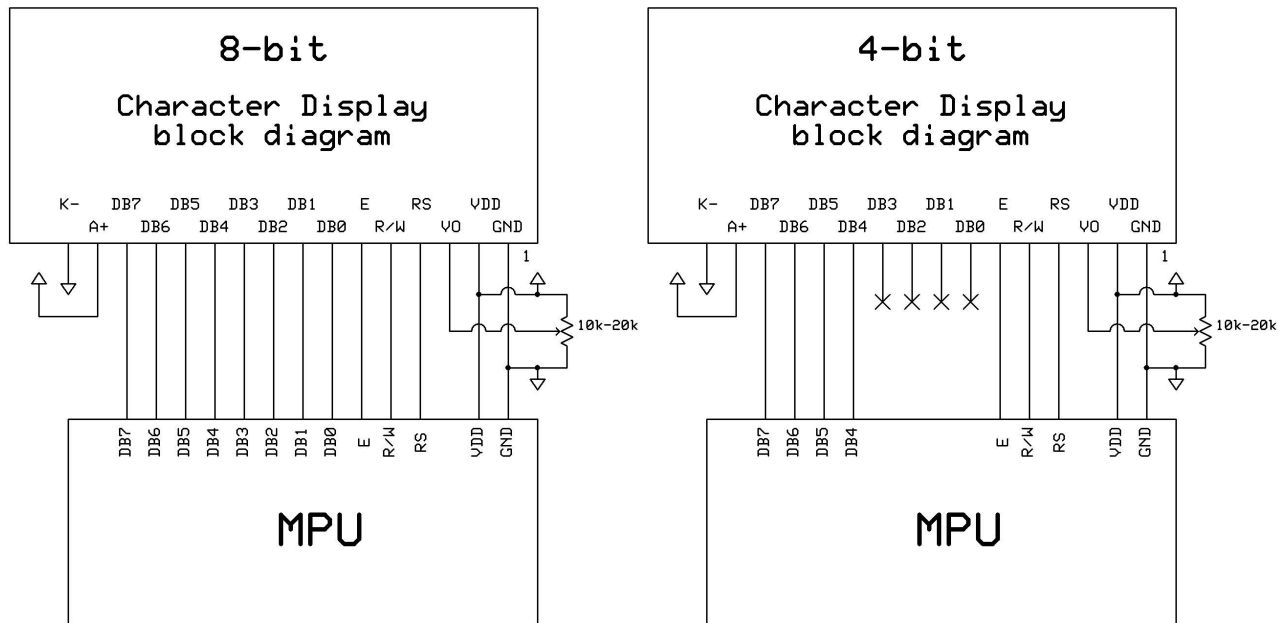 8-bit
Character Display
block diagram
K- DB7 DB5 DB3 DB1 E RS VDD
A+ DB6 DB4 DB2 DB0 R/W VO GND
1
10k-20k
DB7 DB6 DB5 DB4 DB3 DB2 DB1 DB0 E R/W RS VDD GND
MPU
4-bit
Character Display
block diagram
K- DB7 DB5 DB3 DB1 E RS VDD
A+ DB6 DB4 DB2 DB0 R/W VO GND
1
10k-20k
DB7 DB6 DB5 DB4 E R/W RS VDD GND
MPU